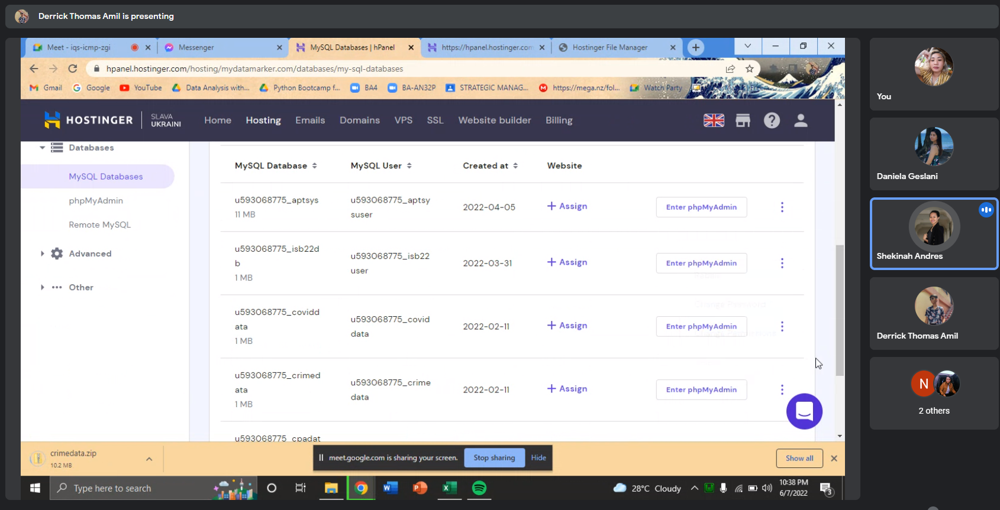 Derrick Thomas Amil is presenting
Meet - iqs-icmp-zgi
Messenger
MySQL Databases | hPanel
https://hpanel.hostinger.com
Hostinger File Manager
hpanel.hostinger.com/hosting/mydatamarker.com/databases/my-sql-databases
Gmail
Google
YouTube
Data Analysis with...
Python Bootcamp f...
BA4
BA-AN32P
STRATEGIC MANAG...
https://mega.nz/fol...
Watch Party
HOSTINGER
SLAVA
UKRAINI
Home
Hosting
Emails
Domains
VPS
SSL
Website builder
Billing
Databases
MySQL Databases
phpMyAdmin
Remote MySQL
Advanced
Other
MySQL Database
MySQL User
Created at
Website
u593068775_aptsys
11 MB
u593068775_aptsy
suser
2022-04-05
+ Assign
Enter phpMyAdmin
u593068775_isb22d
b
1 MB
u593068775_isb22
user
2022-03-31
+ Assign
Enter phpMyAdmin
Change Password
u593068775_covidd
ata
1 MB
u593068775_covid
data
2022-02-11
+ Assign
Enter phpMyAdmin
Change Permissions
u593068775_crimed
ata
1 MB
u593068775_crime
data
2022-02-11
+ Assign
Enter phpMyAdmin
u593068775_cpadat
crimedata.zip
10.2 MB
meet.google.com is sharing your screen.
Stop sharing
Hide
Show all
Type here to search
28°C Cloudy
10:38 PM
6/7/2022
3
You
Daniela Geslani
Shekinah Andres
Derrick Thomas Amil
N
2 others